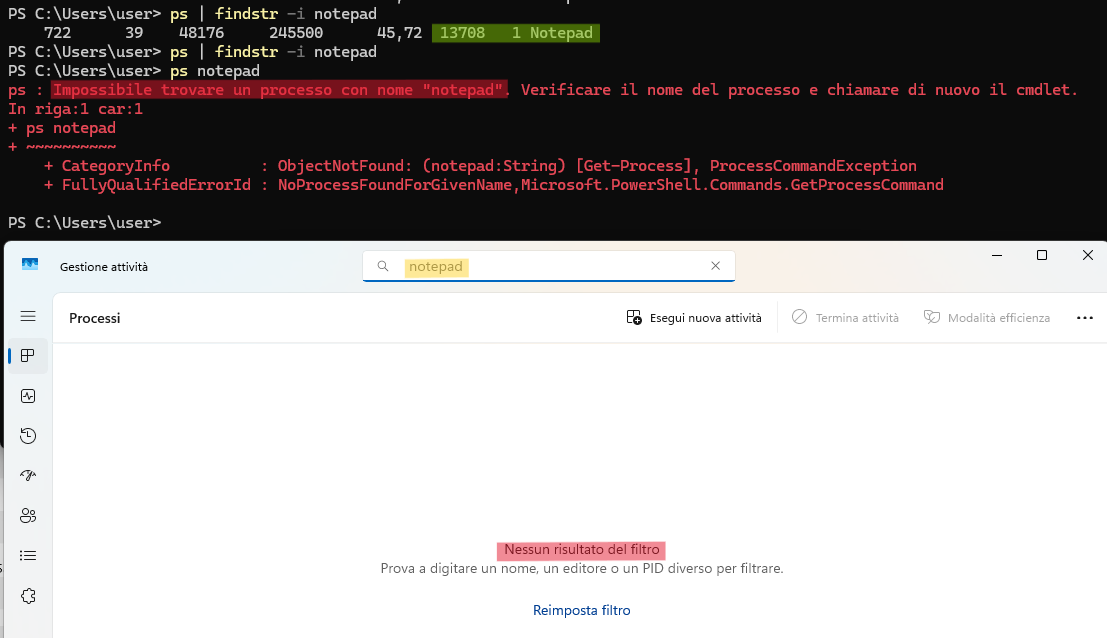 PS C:\Users\user> ps | findstr -i notepad
722 39 48176 245500 45,72 13708 1 Notepad
PS C:\Users\user> ps | findstr -i notepad
PS C:\Users\user> ps notepad
ps : Impossibile trovare un processo con nome "notepad". Verificare il nome del processo e chiamare di nuovo il cmdlet.
In riga:1 car:1
+ ps notepad
+ ~~~~~~~~~~
+ CategoryInfo : ObjectNotFound: (notepad:String) [Get-Process], ProcessCommandException
+ FullyQualifiedErrorId : NoProcessFoundForGivenName,Microsoft.PowerShell.Commands.GetProcessCommand
PS C:\Users\user>
Gestione attività
notepad
Processi
Esegui nuova attività
Termina attività
Modalità efficienza
Nessun risultato del filtro
Prova a digitare un nome, un editore o un PID diverso per filtrare.
Reimposta filtro